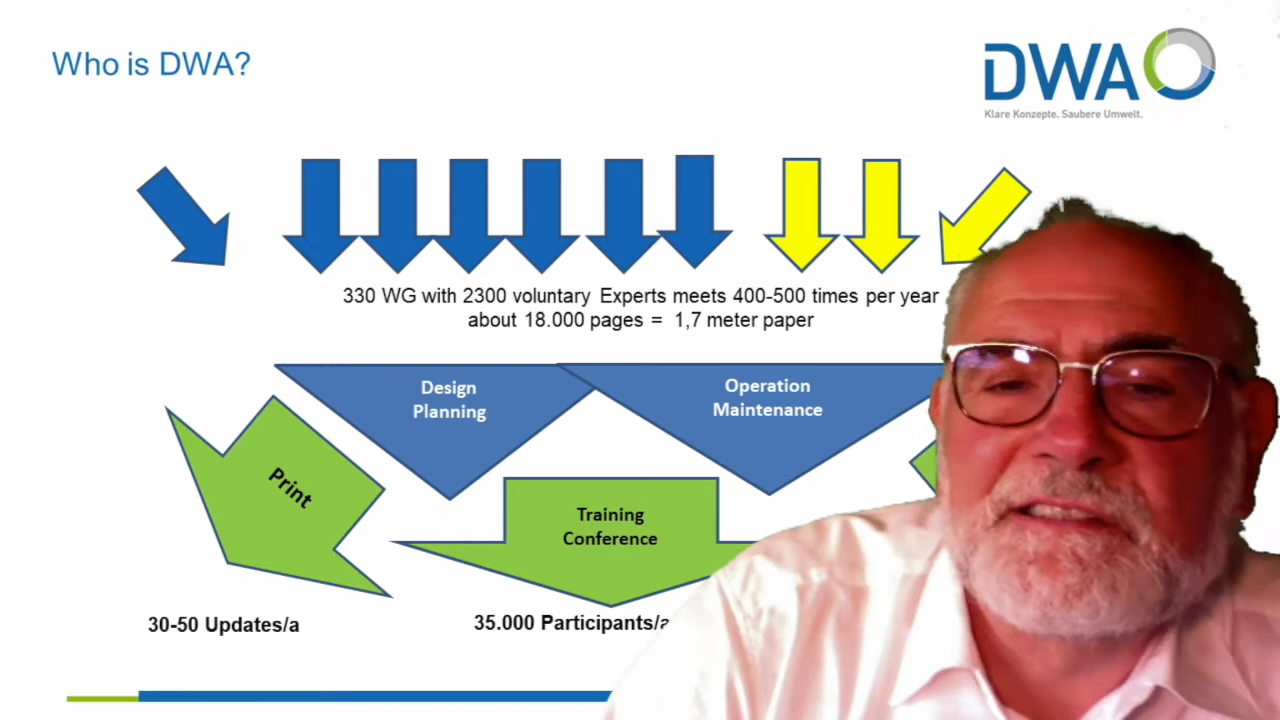 Who is DWA?
DWA
Klare Konzepte. Saubere Umwelt.
330 WG with 2300 voluntary Experts meets 400-500 times per year
about 18.000 pages = 1,7 meter paper
Design
Planning
Operation
Maintenance
Print
Training
Conference
30-50 Updates/a
35.000 Participants/a